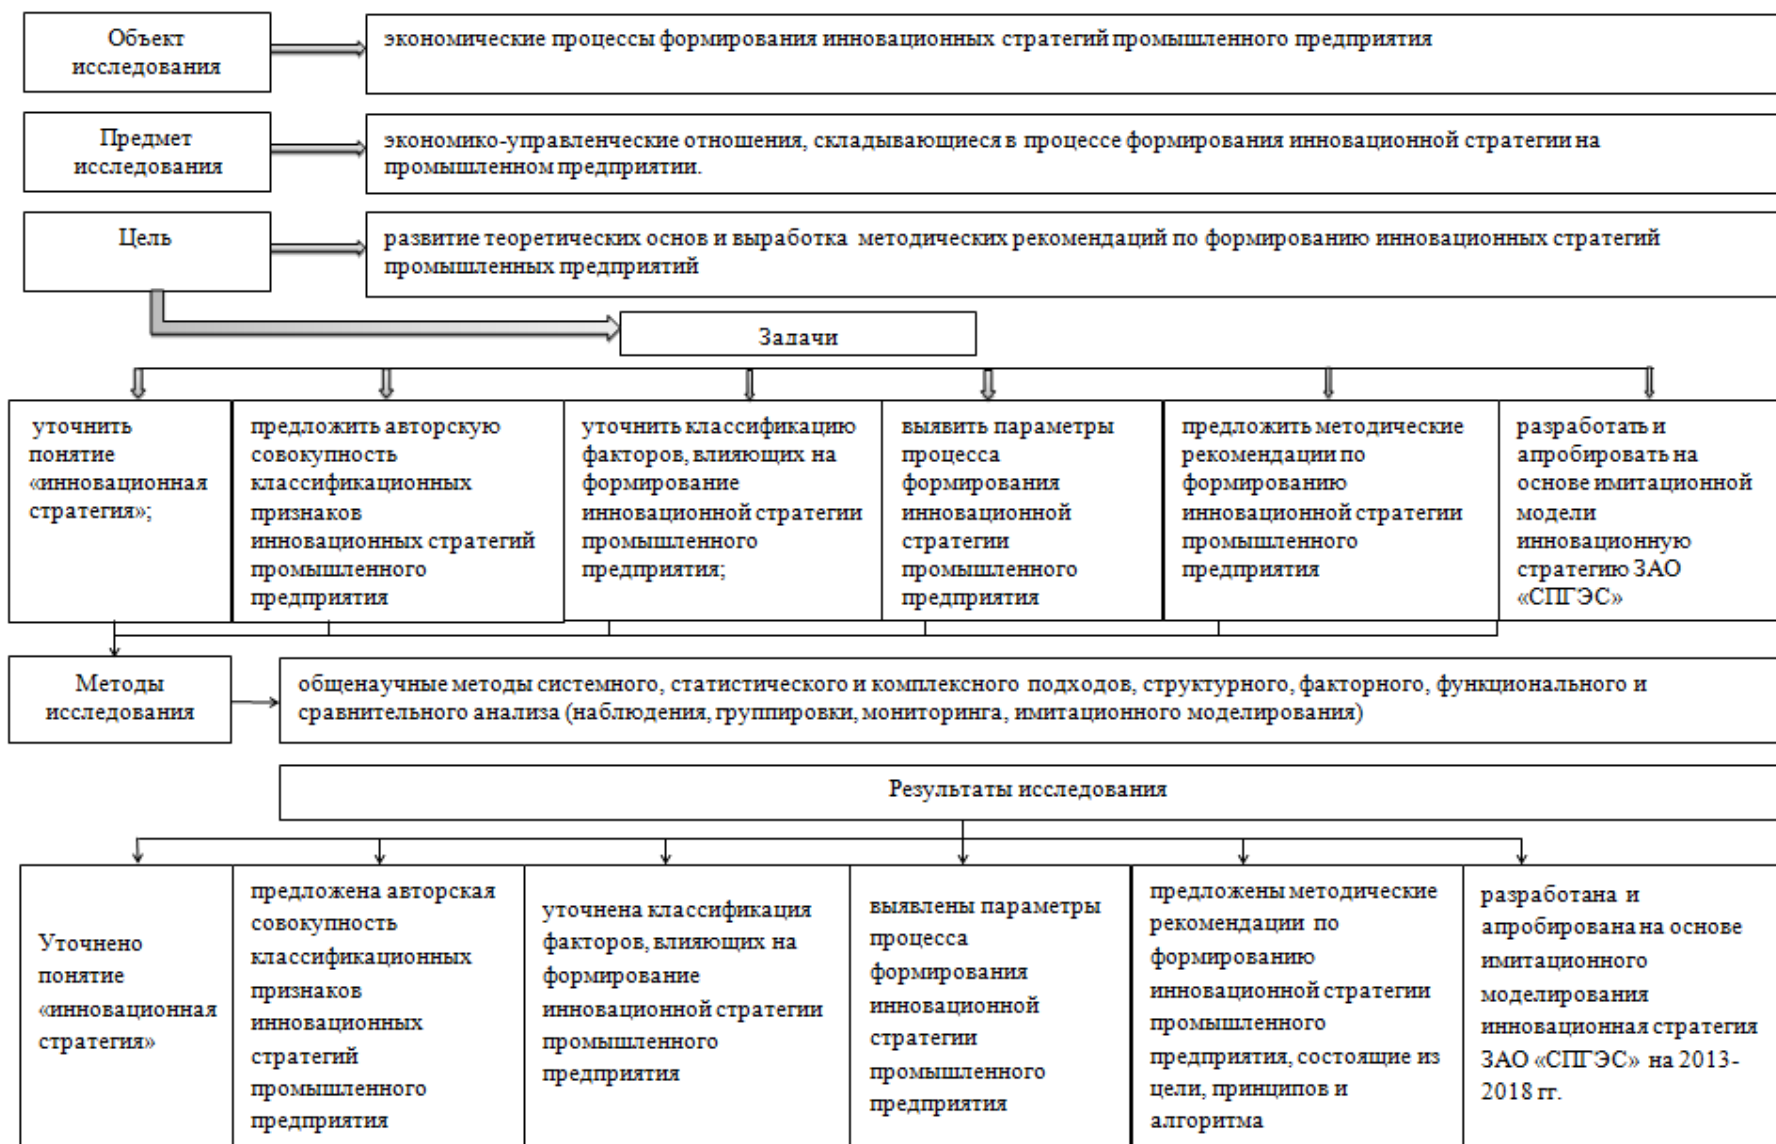 Объект
исследования
экономические процессы формирования инновационных стратегий промышленного предприятия
Предмет
исследования
экономико-управленческие отношения, складывающиеся в процессе формирования инновационной стратегии на
промышленном предприятии.
Цель
развитие теоретических основ и выработка методических рекомендаций по формированию инновационных стратегий
промышленных предприятий
Задачи
уточнить
понятие
«инновационная
стратегия»;
предложить авторскую
совокупность
классификационных
признаков
инновационных стратегий
промышленного
предприятия
уточнить классификацию
факторов, влияющих на
формирование
инновационной стратегии
промышленного
предприятия;
выявить параметры
процесса
формирования
инновационной
стратегии
промышленного
предприятия
предложить методические
рекомендации по
формированию
инновационной стратегии
промышленного
предприятия
разработать и
апробировать на
основе имитационной
модели
инновационную
стратегию ЗАО
«СПГЭС»
Методы
исследования
общенаучные методы системного, статистического и комплексного подходов, структурного, факторного, функционального и
сравнительного анализа (наблюдения, группировки, мониторинга, имитационного моделирования)
Результаты исследования
Уточнено
понятие
«инновационная
стратегия»
предложена авторская
совокупность
классификационных
признаков
инновационных
стратегий
промышленного
предприятия
уточнена классификация
факторов, влияющих на
формирование
инновационной стратегии
промышленного
предприятия
выявлены параметры
процесса
формирования
инновационной
стратегии
промышленного
предприятия
предложены методические
рекомендации по
формированию
инновационной стратегии
промышленного
предприятия, состоящие из
цели, принципов и
алгоритма
разработана и
апробирована на основе
имитационного
моделирования
инновационная стратегия
ЗАО «СПГЭС» на 2013-
2018 гг.